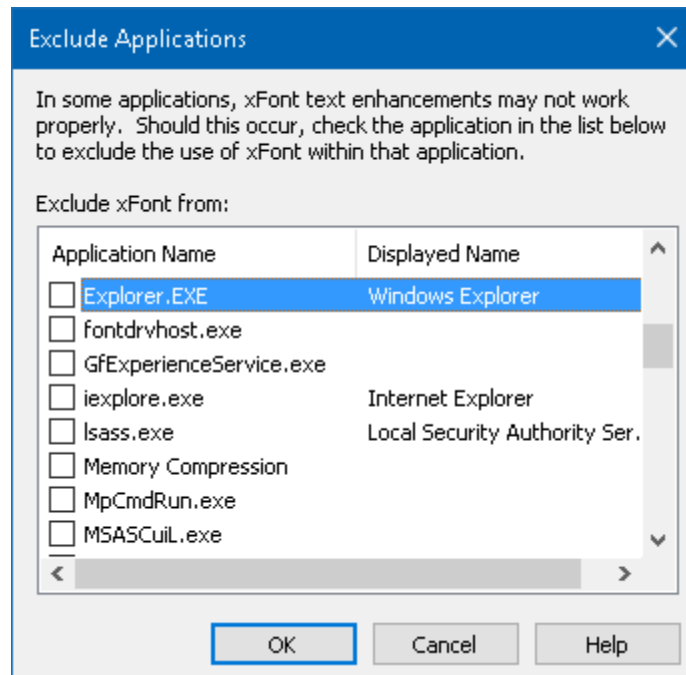 Exclude Applications
In some applications, xFont text enhancements may not work
properly. Should this occur, check the application in the list below
to exclude the use of xFont within that application.
Exclude xFont from:
Application Name Displayed Name
Explorer.EXE Windows Explorer
fontdrvhost.exe
GfExperienceService.exe
iexplore.exe Internet Explorer
lsass.exe Local Security Authority Ser.
Memory Compression
MpCmdRun.exe
MSASCuiL.exe
OK Cancel Help